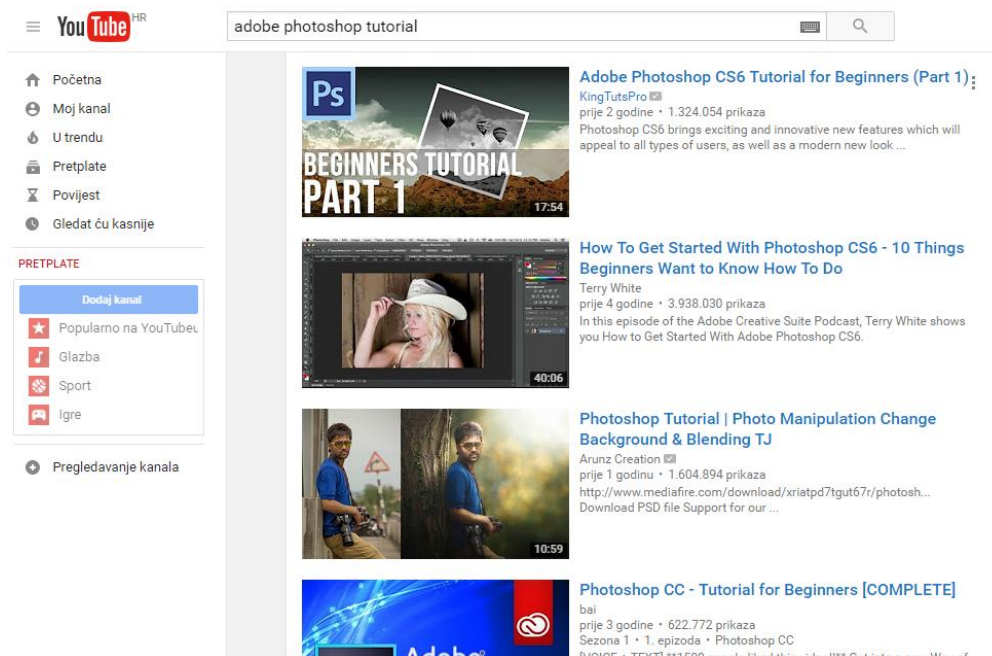 YouTube HR
adobe photoshop tutorial
Početna
Moj kanal
U trendu
Pretplate
Povijest
Gledat ću kasnije
PRETPLATE
Dodaj kanal
Popularno na YouTubeu
Glazba
Sport
Igre
Pregledavanje kanala
Ps
BEGINNERS TUTORIAL
PART 1
17:54
Adobe Photoshop CS6 Tutorial for Beginners (Part 1)
KingTutsPro
prije 2 godine • 1.324.054 prikaza
Photoshop CS6 brings exciting and innovative new features which will
appeal to all types of users, as well as a modern new look ...
40:06
How To Get Started With Photoshop CS6 - 10 Things
Beginners Want to Know How To Do
Terry White
prije 4 godine • 3.938.030 prikaza
In this episode of the Adobe Creative Suite Podcast, Terry White shows
you How to Get Started With Adobe Photoshop CS6.
10:59
Photoshop Tutorial | Photo Manipulation Change
Background & Blending TJ
Arunz Creation
prije 1 godinu • 1.604.894 prikaza
http://www.mediafire.com/download/xriatpd7tgut67r/photosh...
Download PSD file Support for our ...
Adobe®
Photoshop CC - Tutorial for Beginners [COMPLETE]
bai
prije 3 godine • 622.772 prikaza
Sezona 1 • 1. epizoda • Photoshop CC